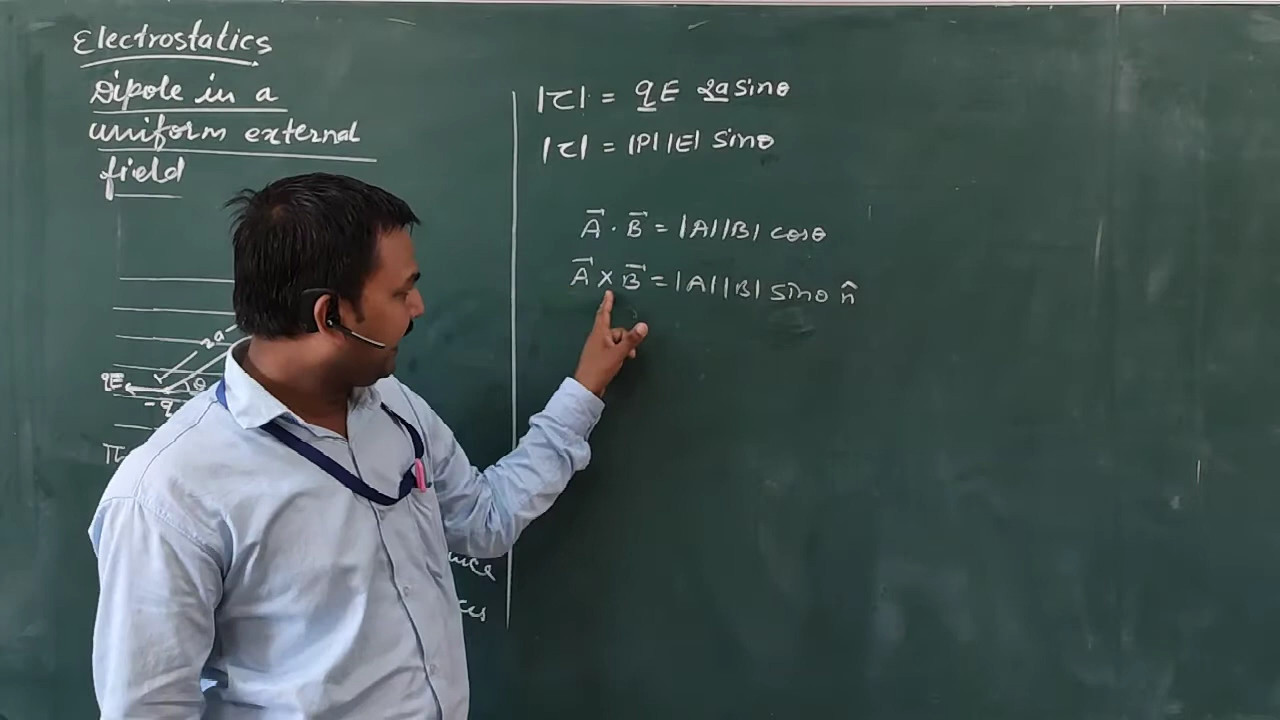 Electrostatics
Dipole in a
uniform external
field
2a
qE
θ
-q
|τ| = qE 2a sinθ
|τ| = |P| |E| sinθ
A⃗ · B⃗ = |A| |B| cosθ
A⃗ × B⃗ = |A| |B| sinθ n̂